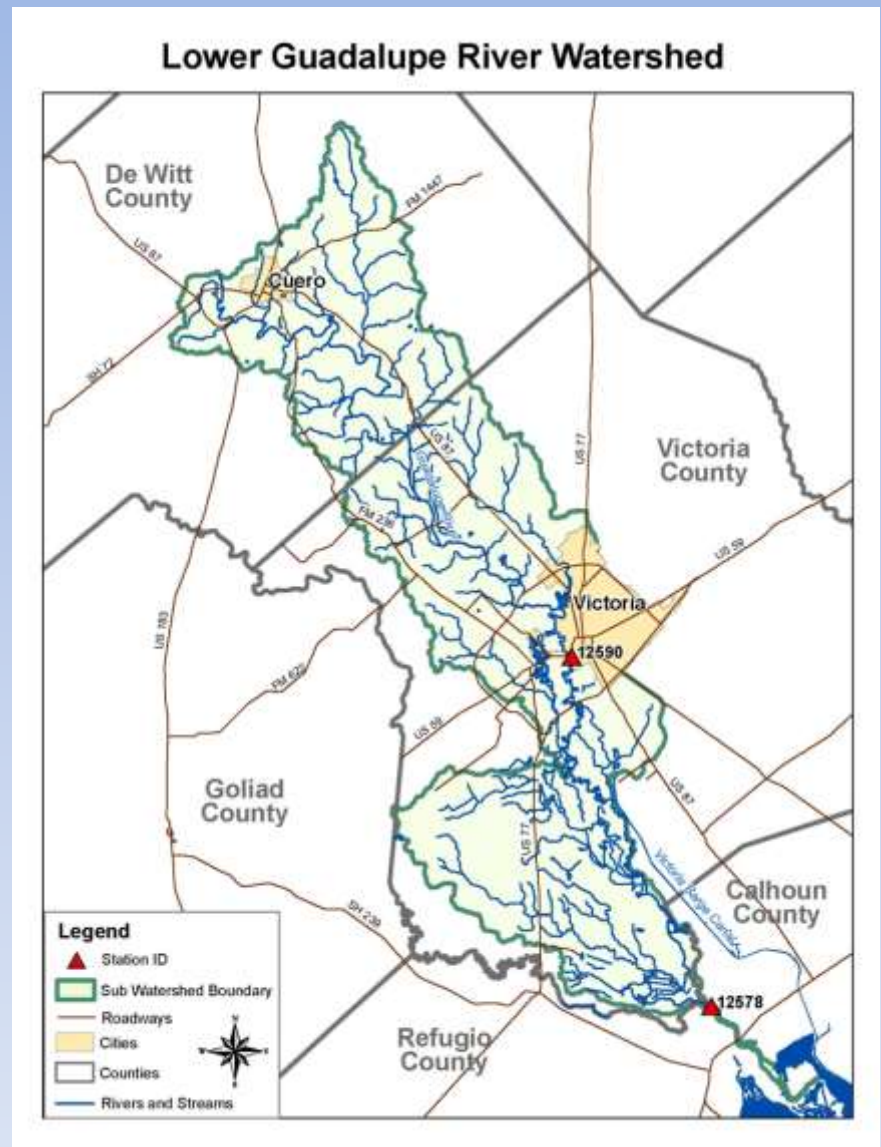 Lower Guadalupe River Watershed
De Witt
County
FM 1447
US 87
Cuero
SH 72
US 87
US 77
Victoria
County
FM 236
US 59
Victoria
12590
US 183
FM 622
US 59
Goliad
County
US 87
US 77
Victoria Barge Canal
Calhoun
County
SH 239
12578
Refugio
County
Legend
Station ID
Sub Watershed Boundary
Roadways
Cities
Counties
Rivers and Streams
N
W
E
S